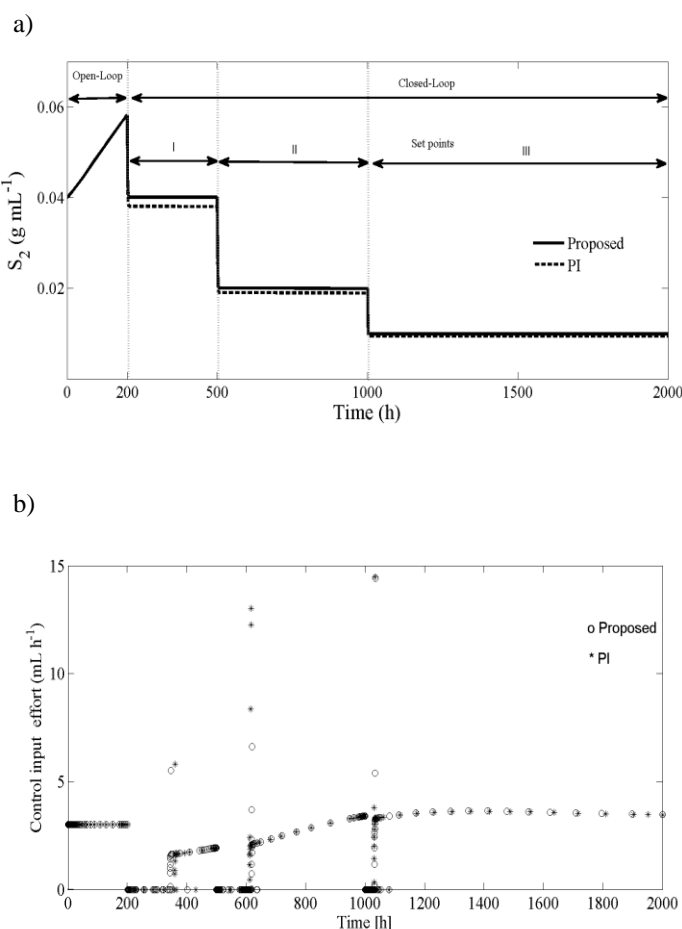 a)
Open-Loop
Closed-Loop
0.06
I
II
Set points
III
0.04
S2 (g mL-1)
Proposed
PI
0.02
0 200 500 1000 1500 2000
Time (h)
b)
15
o Proposed
* PI
10
Control input effort (mL h-1)
5
0
0 200 400 600 800 1000 1200 1400 1600 1800 2000
Time [h]